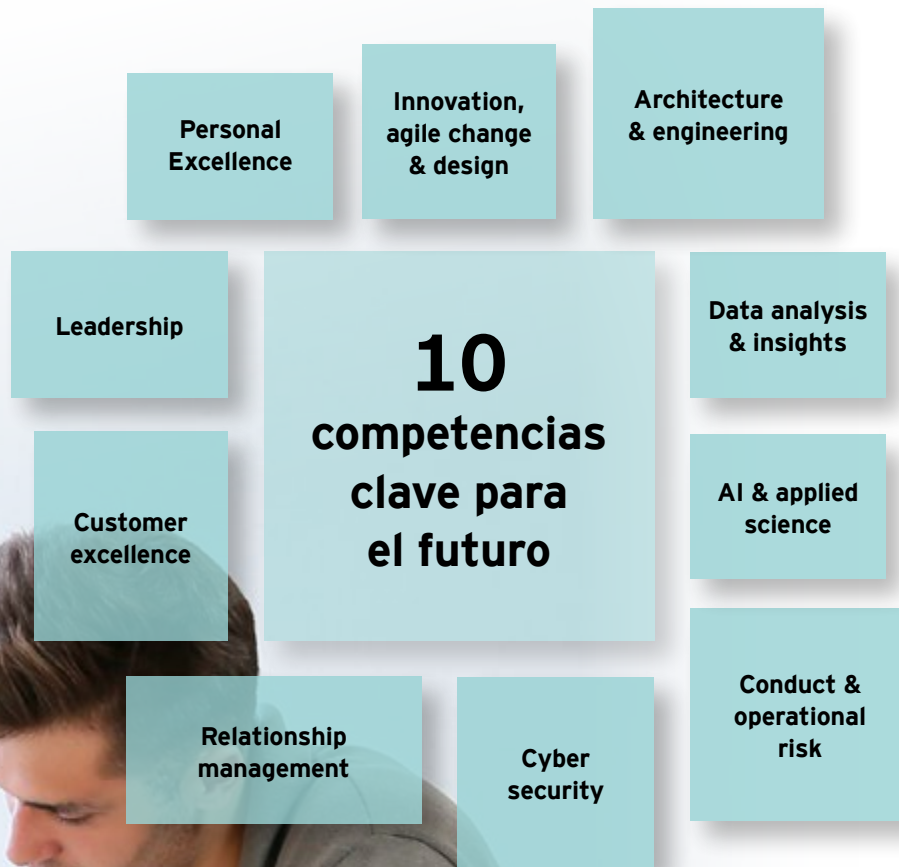 Personal
Excellence
Innovation,
agile change
& design
Architecture
& engineering
Leadership
10
competencias
clave para
el futuro
Data analysis
& insights
Customer
excellence
AI & applied
science
Relationship
management
Cyber
security
Conduct &
operational
risk